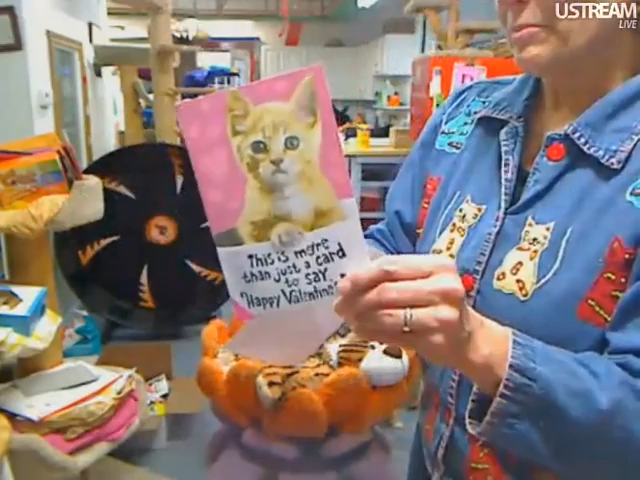 USTREAM
LIVE
This is more
than just a card
to say
"Happy Valentine's